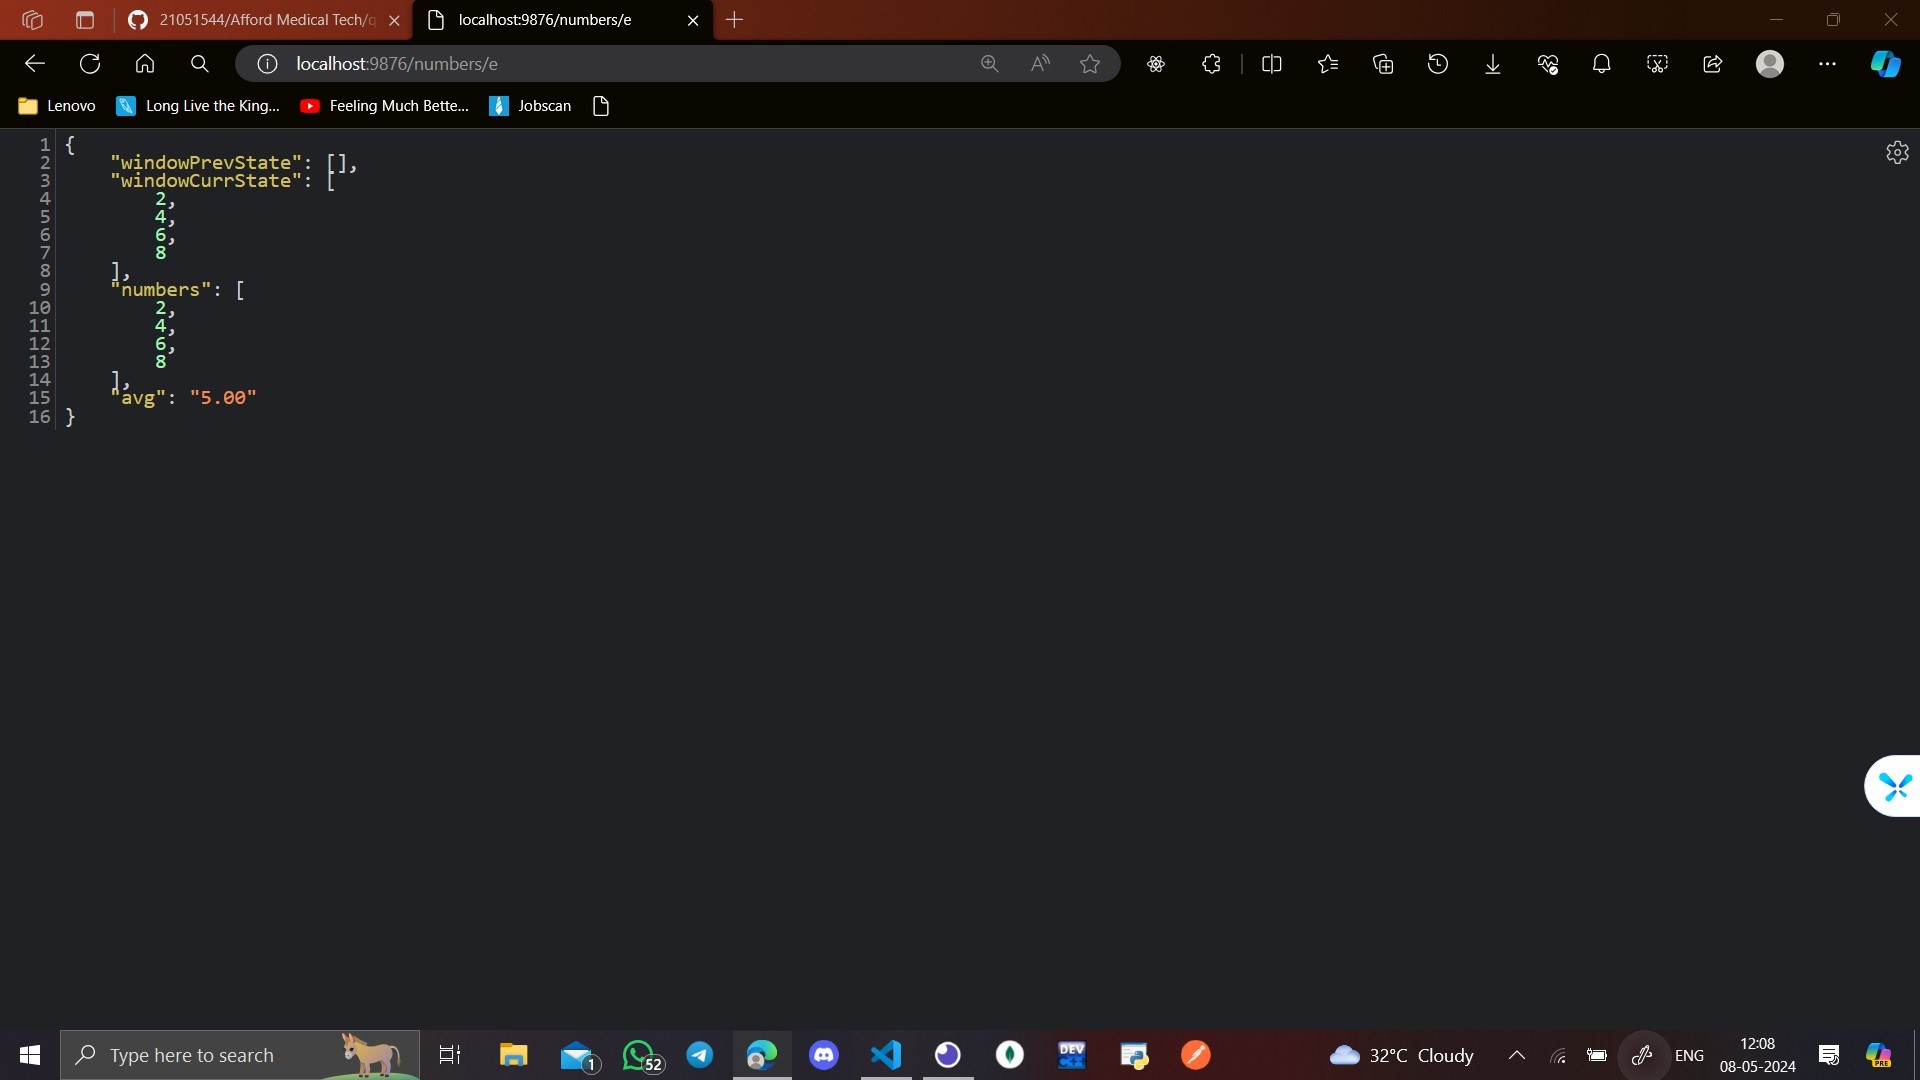 21051544/Afford Medical Tech/q
localhost:9876/numbers/e
localhost:9876/numbers/e
Lenovo
Long Live the King...
Feeling Much Bette...
Jobscan
1 {
2 "windowPrevState": [],
3 "windowCurrState": [
4 2,
5 4,
6 6,
7 8
8 ],
9 "numbers": [
10 2,
11 4,
12 6,
13 8
14 ],
15 "avg": "5.00"
16 }
Type here to search
1
52
DEV
C++
32°C Cloudy
ENG
12:08
08-05-2024
PRE